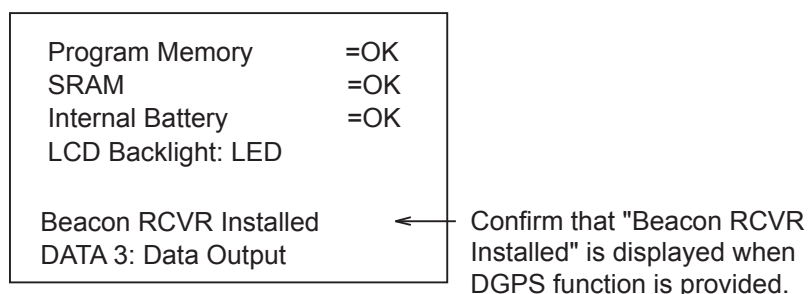 Program Memory =OK
SRAM =OK
Internal Battery =OK
LCD Backlight: LED
Beacon RCVR Installed
DATA 3: Data Output
Confirm that "Beacon RCVR
Installed" is displayed when
DGPS function is provided.